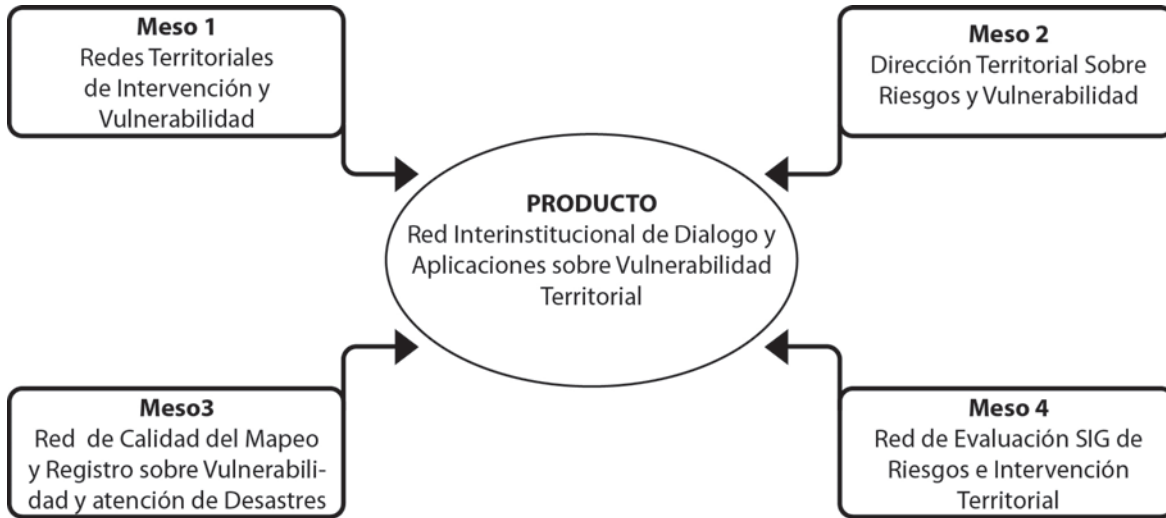 Meso 1
Redes Territoriales
de Intervención y
Vulnerabilidad
Meso 2
Dirección Territorial Sobre
Riesgos y Vulnerabilidad
PRODUCTO
Red Interinstitucional de Dialogo y
Aplicaciones sobre Vulnerabilidad
Territorial
Meso3
Red de Calidad del Mapeo
y Registro sobre Vulnerabili-
dad y atención de Desastres
Meso 4
Red de Evaluación SIG de
Riesgos e Intervención
Territorial